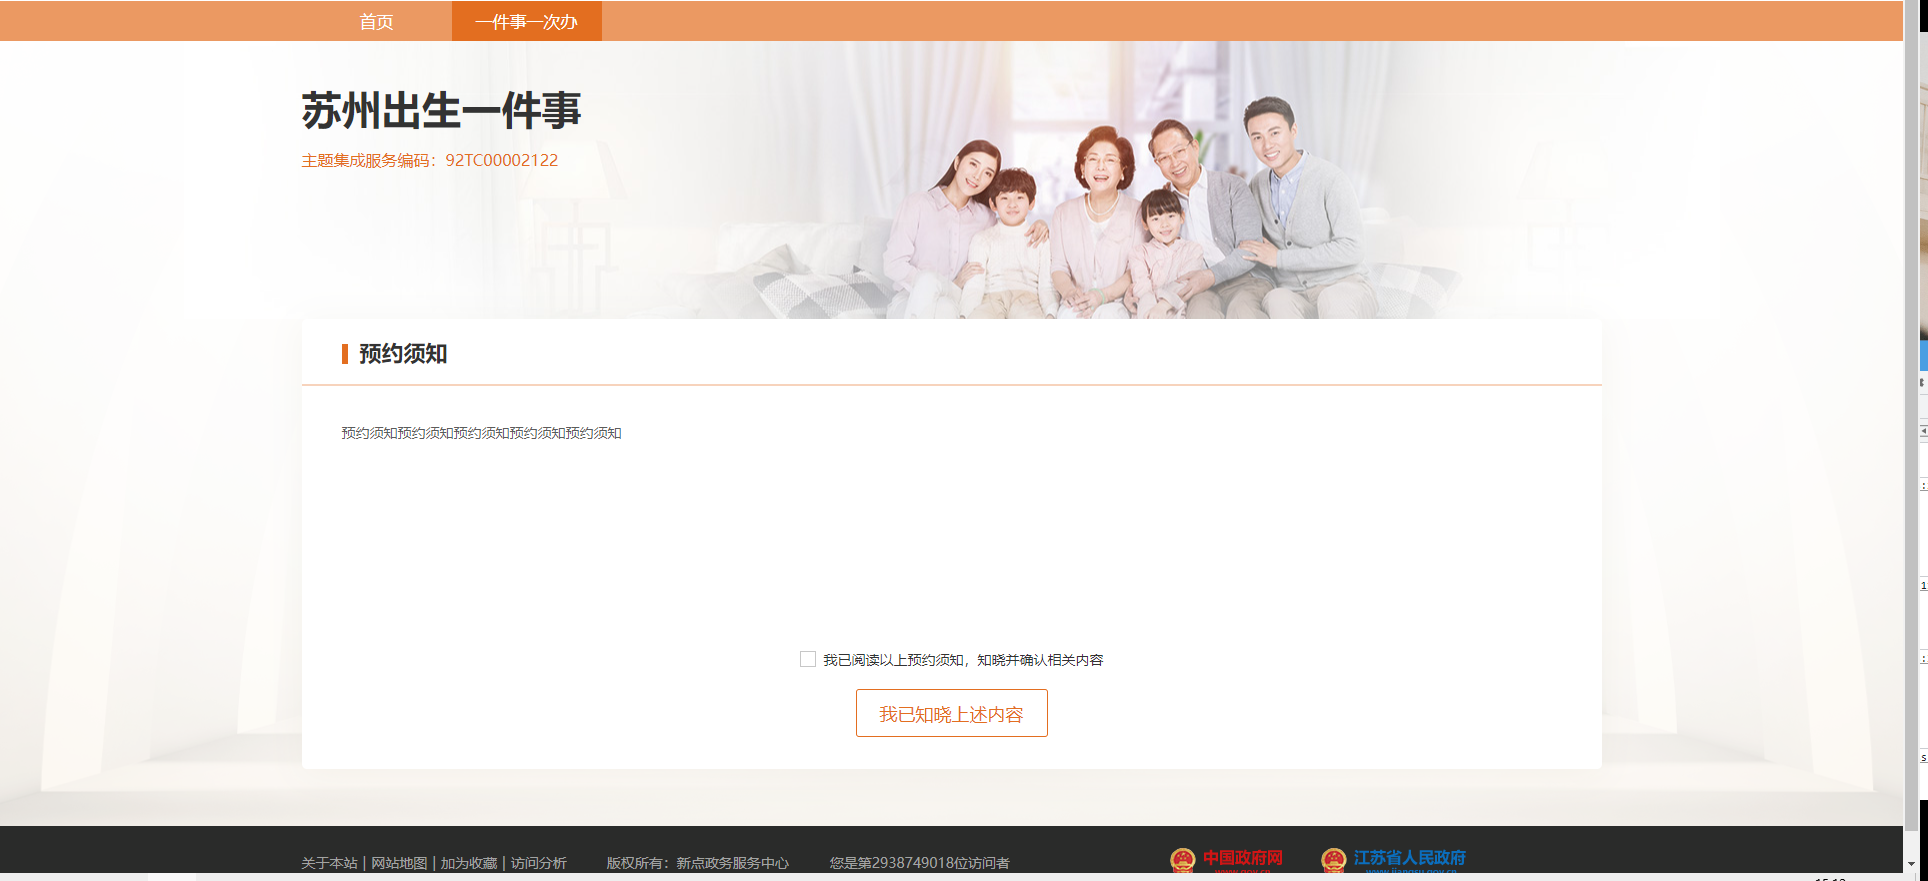 首页
一件事一次办
苏州出生一件事
主题集成服务编码：92TC00002122
预约须知
预约须知预约须知预约须知预约须知预约须知
我已阅读以上预约须知，知晓并确认相关内容
我已知晓上述内容
关于本站 | 网站地图 | 加为收藏 | 访问分析 版权所有：新点政务服务中心 您是第2938749018位访问者
中国政府网
江苏省人民政府